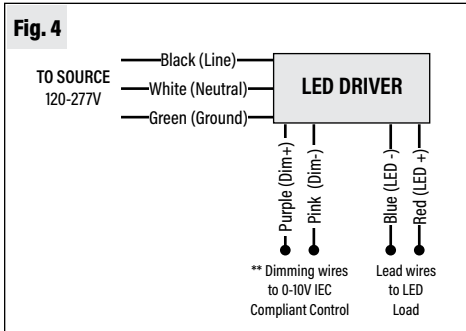 Fig. 4
TO SOURCE
120-277V
Black (Line)
White (Neutral)
Green (Ground)
LED DRIVER
Purple (Dim+)
Pink (Dim-)
Blue (LED -)
Red (LED +)
** Dimming wires
to 0-10V IEC
Compliant Control
Lead wires
to LED
Load